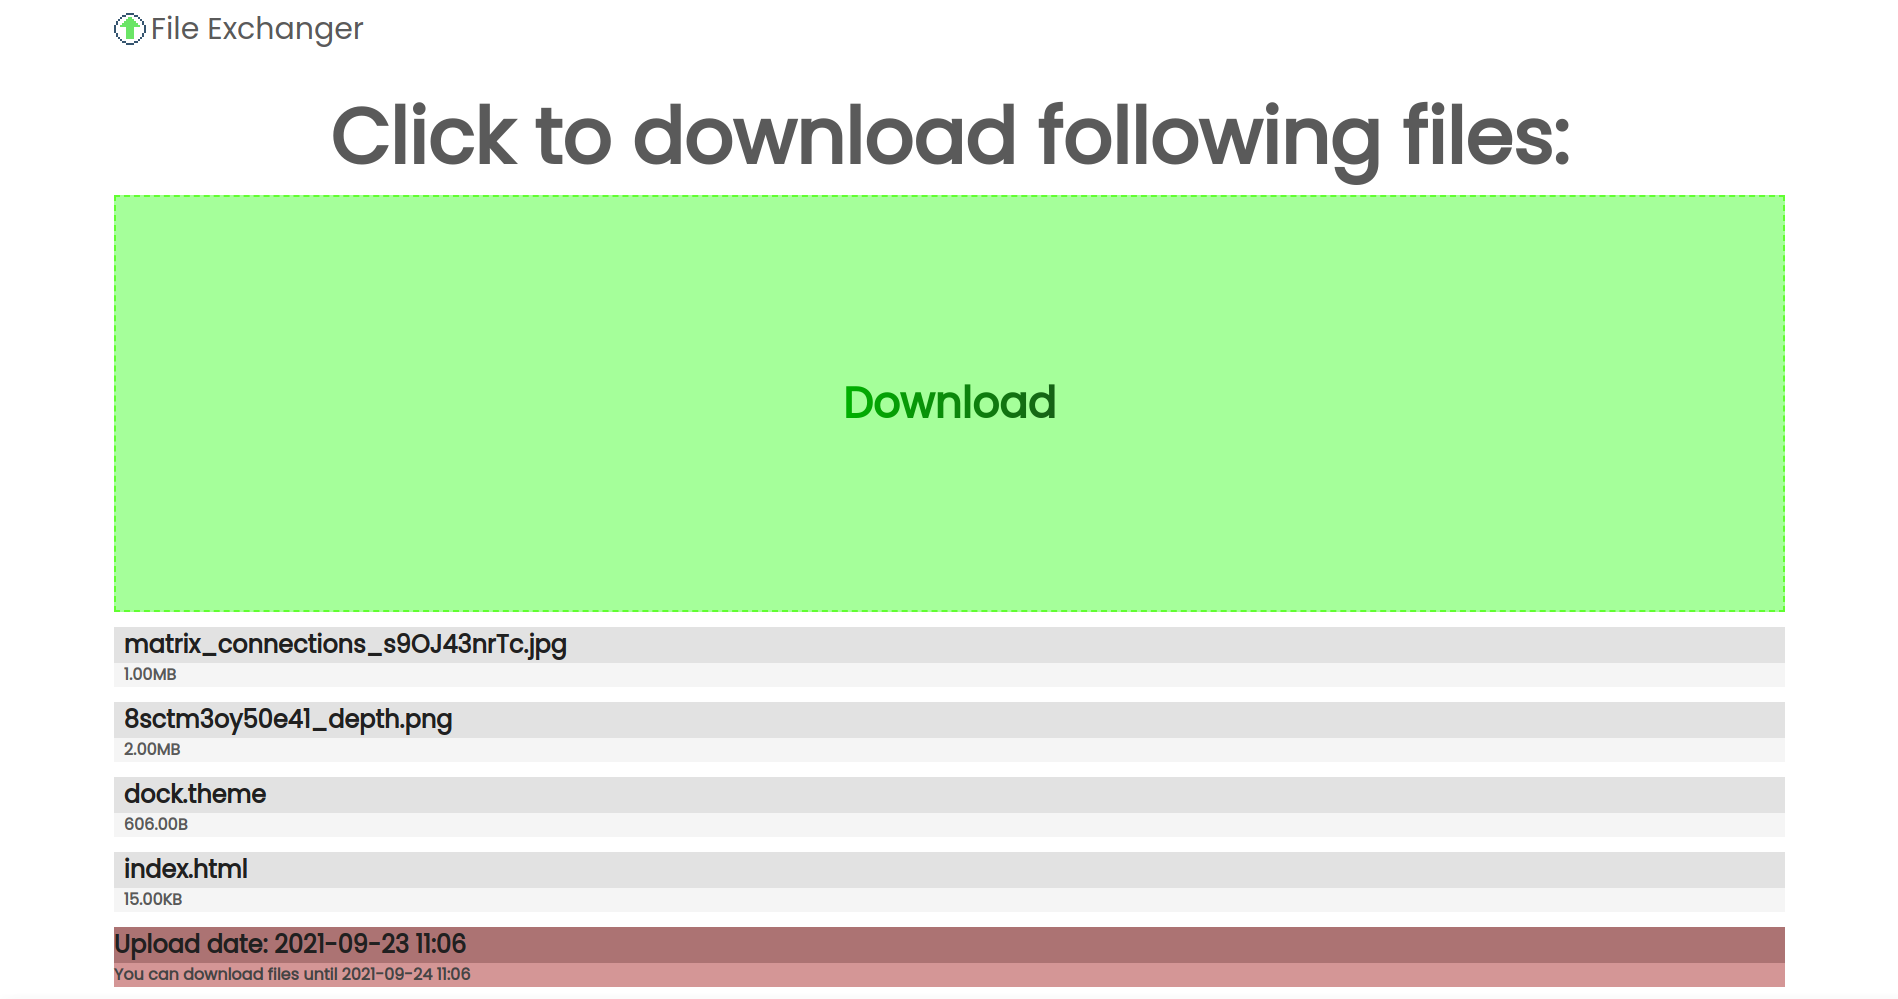 File Exchanger
Click to download following files:
Download
matrix_connections_s9OJ43nrTc.jpg
1.00MB
8sctm3oy50e41_depth.png
2.00MB
dock.theme
606.00B
index.html
15.00KB
Upload date: 2021-09-23 11:06
You can download files until 2021-09-24 11:06